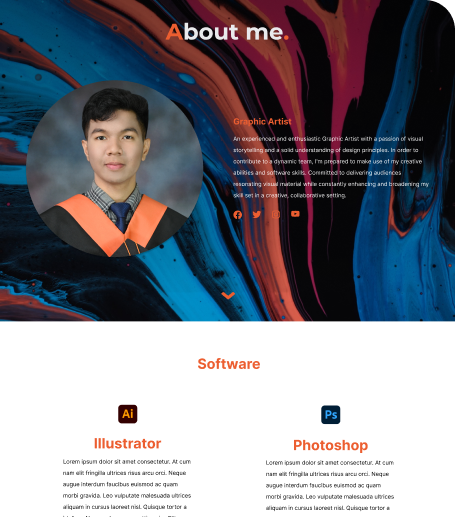 About me.
Graphic Artist
An experienced and enthusiastic Graphic Artist with a passion of visual
storytelling and a solid understanding of design principles. In order to
contribute to a dynamic team, I'm prepared to make use of my creative
abilities and software skills. Committed to delivering audiences
resonating visual material while constantly enhancing and broadening my
skill set in a creative, collaborative setting.
Software
Ai
Ps
Illustrator
Photoshop
Lorem ipsum dolor sit amet consectetur. At cum
nam elit fringilla ultrices risus arcu orci. Neque
augue interdum faucibus euismod ac quam
morbi gravida. Leo vulputate malesuada ultrices
aliquam in cursus laoreet nisl. Quisque tortor a
Lorem ipsum dolor sit amet consectetur. At cum
nam elit fringilla ultrices risus arcu orci. Neque
augue interdum faucibus euismod ac quam
morbi gravida. Leo vulputate malesuada ultrices
aliquam in cursus laoreet nisl. Quisque tortor a